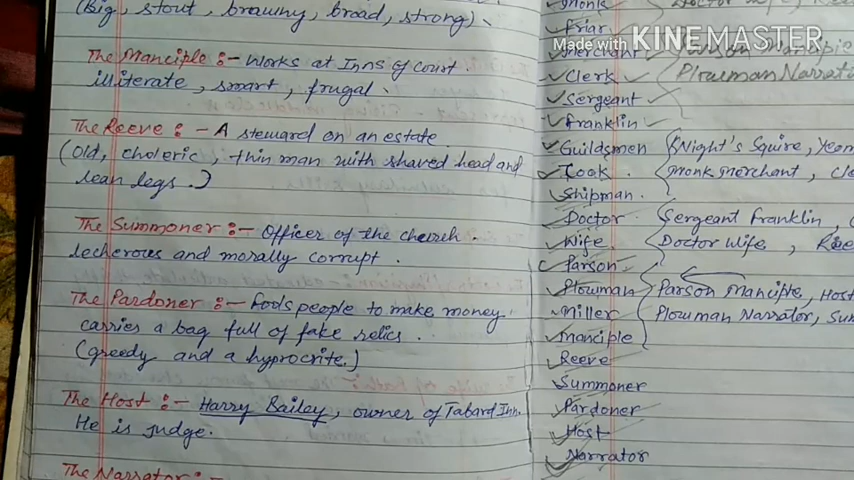 (Big, stout, brawny, broad, strong).
The Manciple :- Works at Inns of court.
illiterate, smart, frugal.
The Reeve :- A steward on an estate
(old, choleric, thin man with shaved head and
lean legs.)
The Summoner :- Officer of the church.
lecherous and morally corrupt.
The Pardoner :- Fools people to make money.
carries a bag full of fake relics.
(greedy and a hyprocrite.)
The Host :- Harry Bailey, owner of Tabard Inn.
He is judge.
The Narrator :-
Monk
Friar
Merchant
Clerk
Sergeant
Franklin
Guildsmen
Cook
Shipman
Doctor
Wife
Parson
Plowman
Miller
Manciple
Reeve
Summoner
Pardoner
Host
Narrator
Plowman
Knight's Squire,
Monk Merchant,
Sergeant Franklin,
Doctor Wife,
Parson Manciple, Host
Plowman Narrator,
Made with KINEMASTER